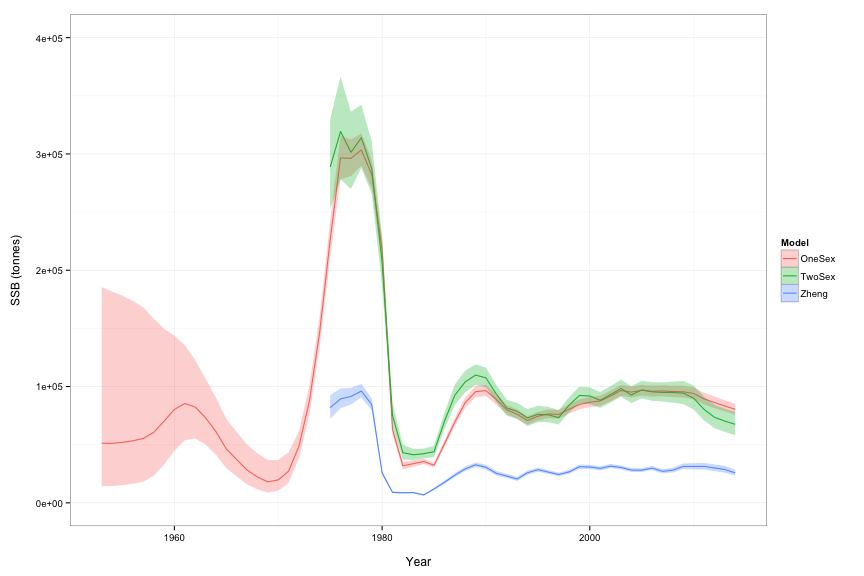 4e+05
3e+05
2e+05
1e+05
0e+00
SSB (tonnes)
1960
1980
2000
Year
Model
OneSex
TwoSex
Zheng